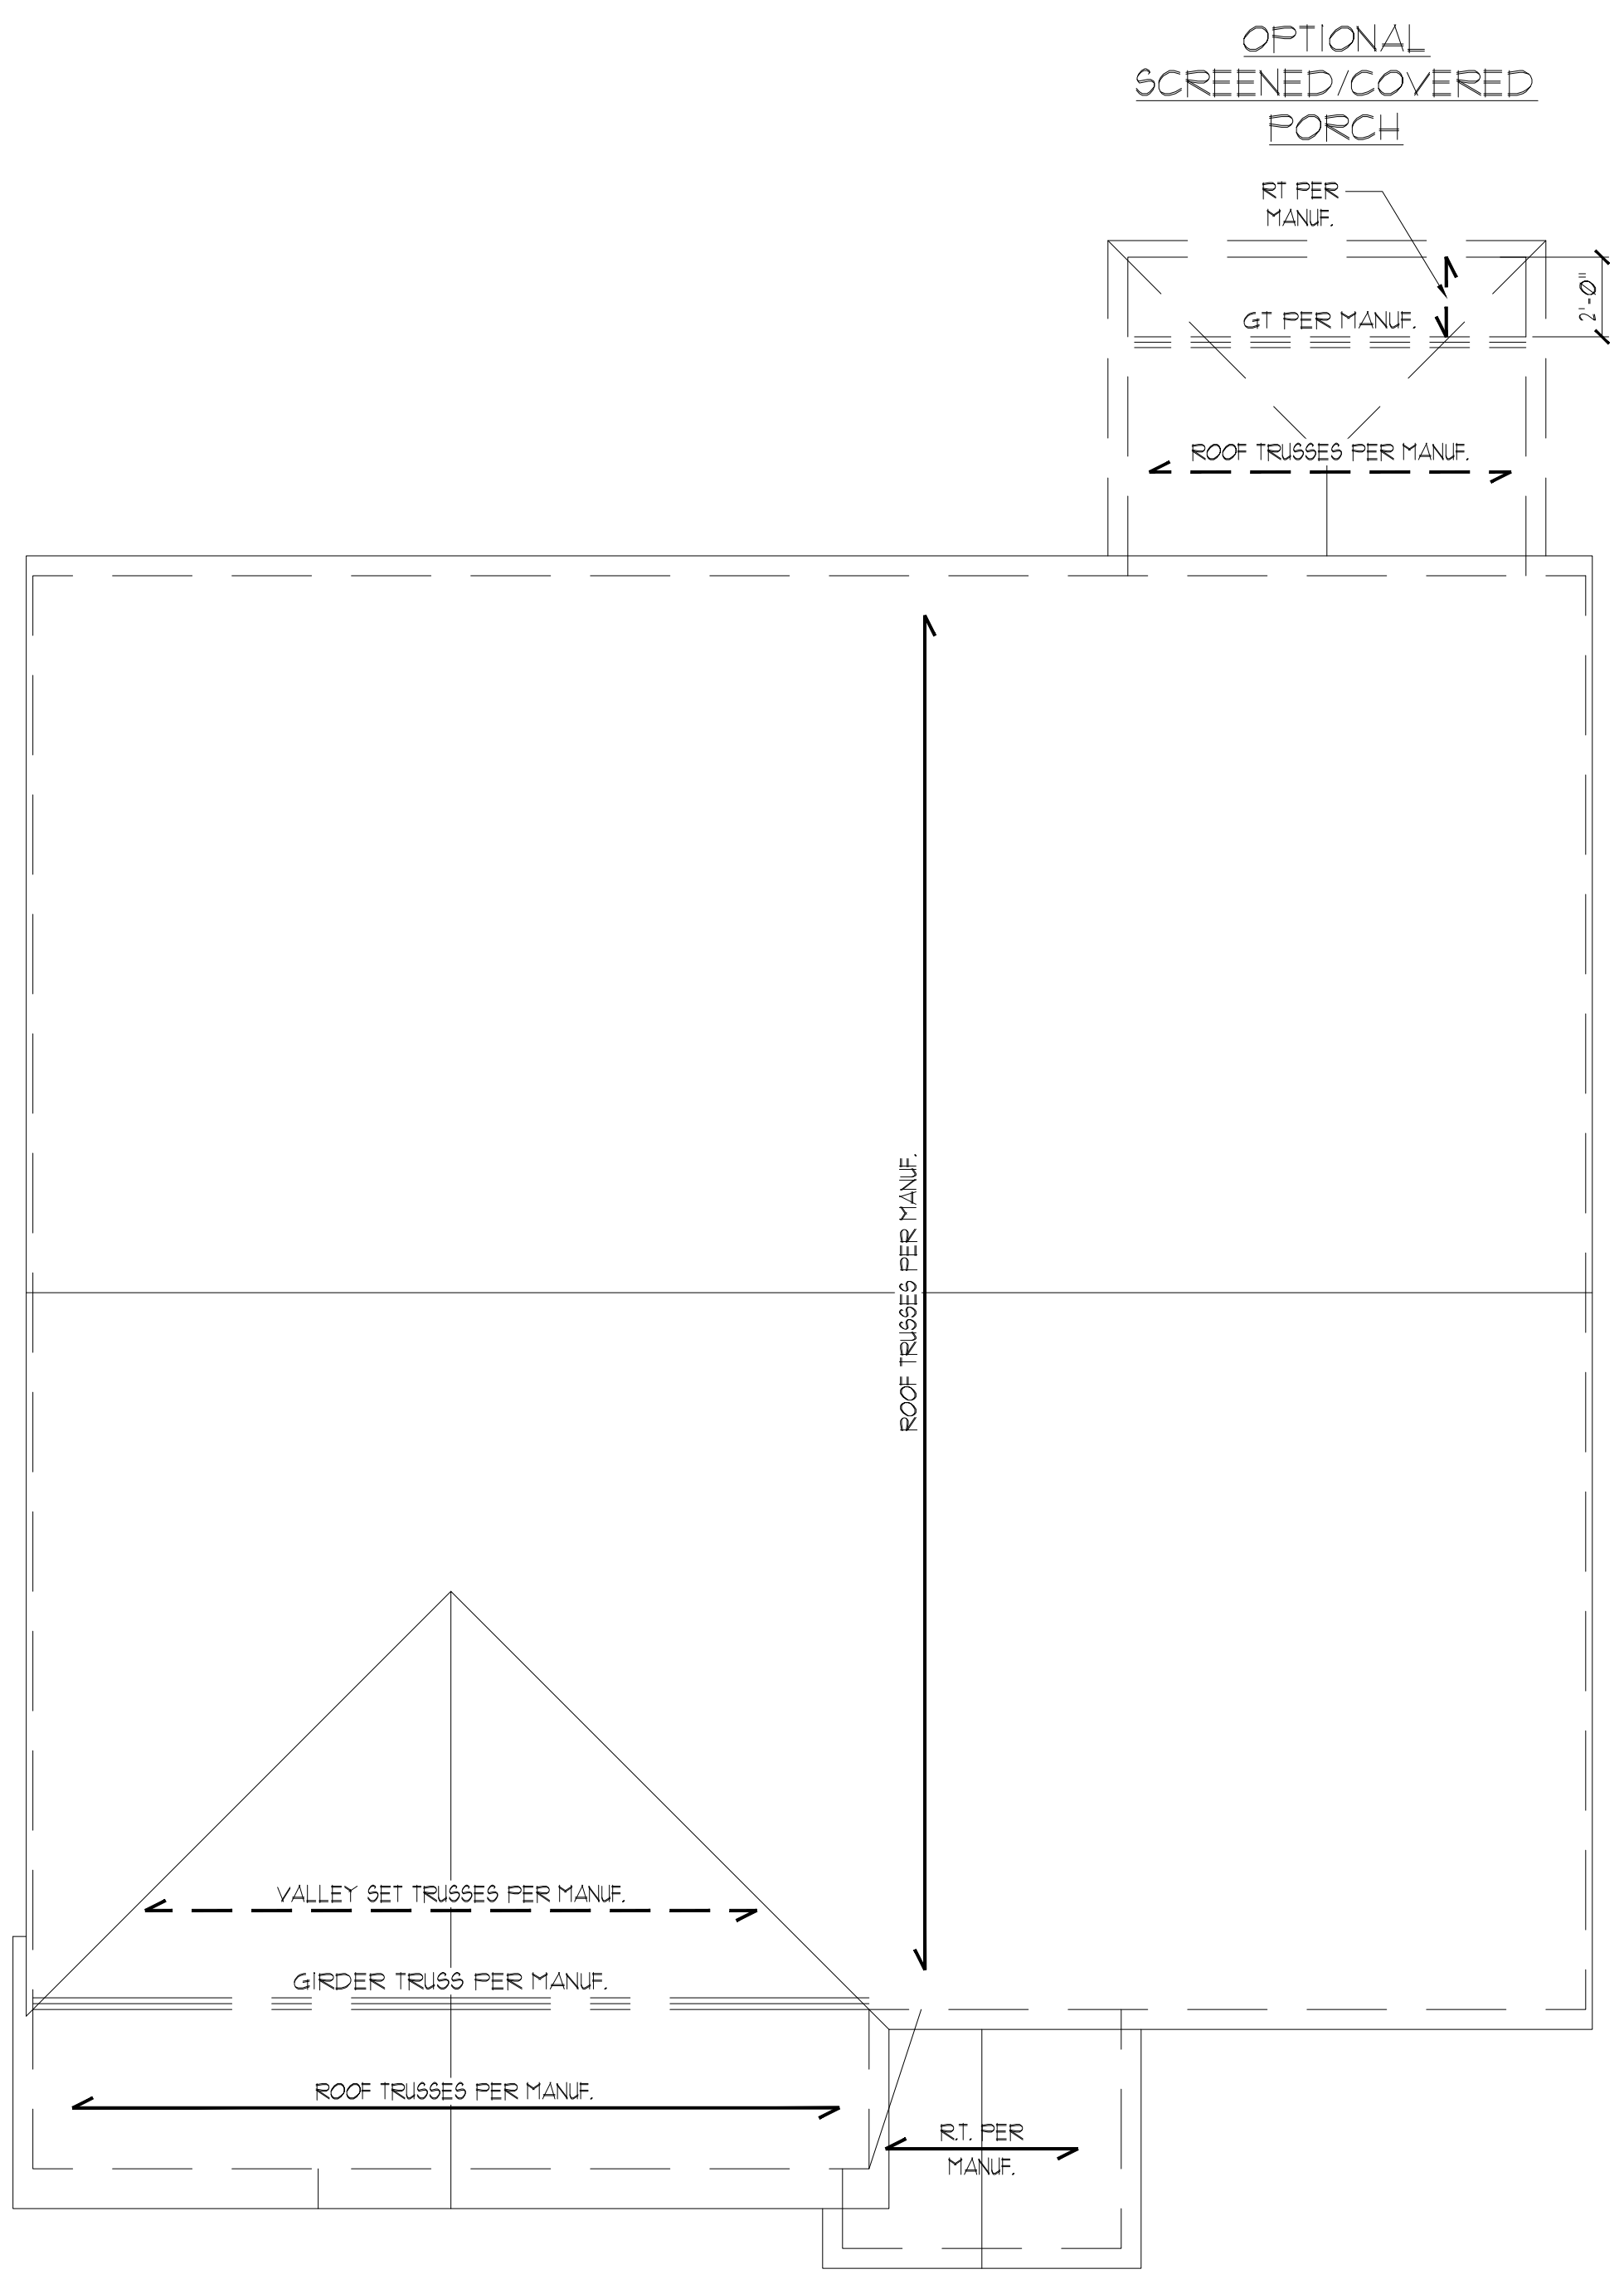 OPTIONAL
SCREENED/COVERED
PORCH
RT PER
MANUF.
2'-0"
GT PER MANUF.
ROOF TRUSSES PER MANUF.
ROOF TRUSSES PER MANUF.
VALLEY SET TRUSSES PER MANUF.
GIRDER TRUSS PER MANUF.
ROOF TRUSSES PER MANUF.
R.T. PER
MANUF.